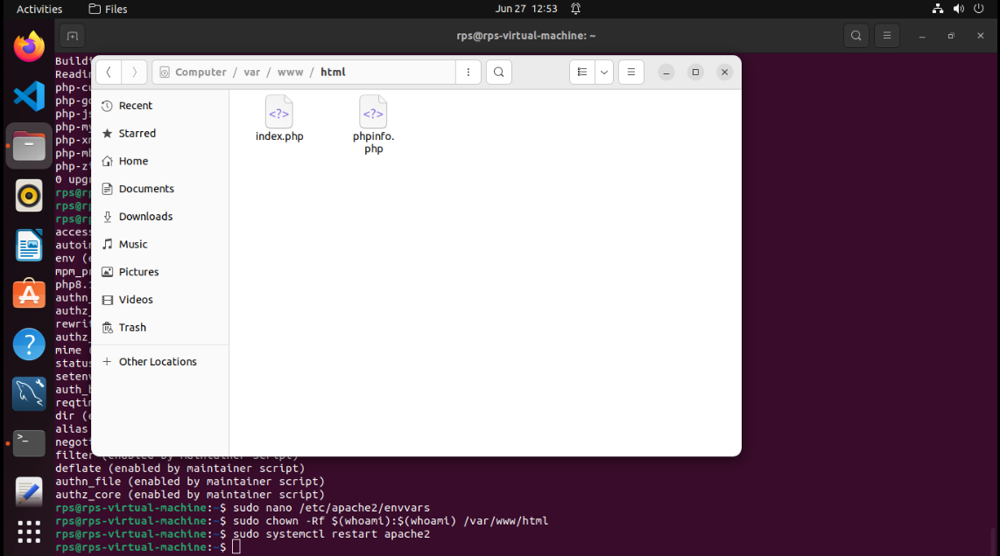 Activities Files Jun 27 12:53
rps@rps-virtual-machine: ~
Computer / var / www / html
Recent
Starred
Home
Documents
Downloads
Music
Pictures
Videos
Trash
Other Locations
index.php
phpinfo.
php
Buildi
Readin
php-cu
php-gd
php-js
php-my
php-xm
php-mb
php-zi
0 upgr
rps@rp
rps@rp
rps@rp
access
autoin
env (e
mpm_pr
php8.1
authn_
authz_
rewrit
authz_
mime (
status
setenv
auth_b
reqtim
dir (e
alias
negoti
filter (enabled by maintainer script)
deflate (enabled by maintainer script)
authn_file (enabled by maintainer script)
authz_core (enabled by maintainer script)
rps@rps-virtual-machine:~$ sudo nano /etc/apache2/envvars
rps@rps-virtual-machine:~$ sudo chown -Rf $(whoami):$(whoami) /var/www/html
rps@rps-virtual-machine:~$ sudo systemctl restart apache2
rps@rps-virtual-machine:~$